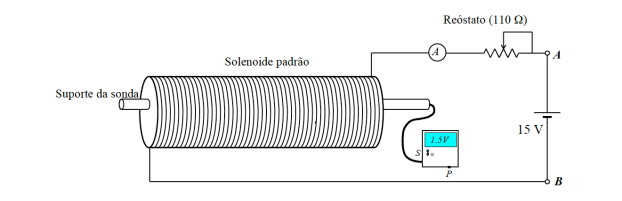 Reóstato (110 Ω)
A
A
Solenoide padrão
Suporte da sonda
15 V
1.5V
S
P
B